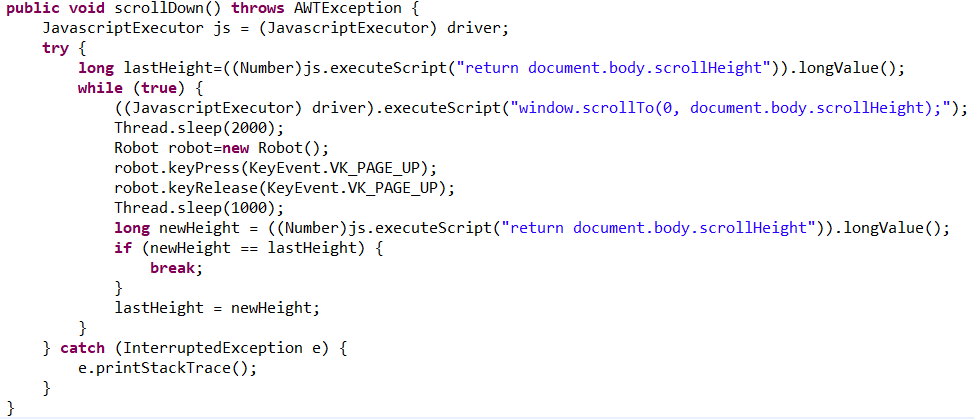 public void scrollDown() throws AWTException {
    JavascriptExecutor js = (JavascriptExecutor) driver;
    try {
        long lastHeight=((Number)js.executeScript("return document.body.scrollHeight")).longValue();
        while (true) {
            ((JavascriptExecutor) driver).executeScript("window.scrollTo(0, document.body.scrollHeight);");
            Thread.sleep(2000);
            Robot robot=new Robot();
            robot.keyPress(KeyEvent.VK_PAGE_UP);
            robot.keyRelease(KeyEvent.VK_PAGE_UP);
            Thread.sleep(1000);
            long newHeight = ((Number)js.executeScript("return document.body.scrollHeight")).longValue();
            if (newHeight == lastHeight) {
                break;
            }
            lastHeight = newHeight;
        }
    } catch (InterruptedException e) {
        e.printStackTrace();
    }
}